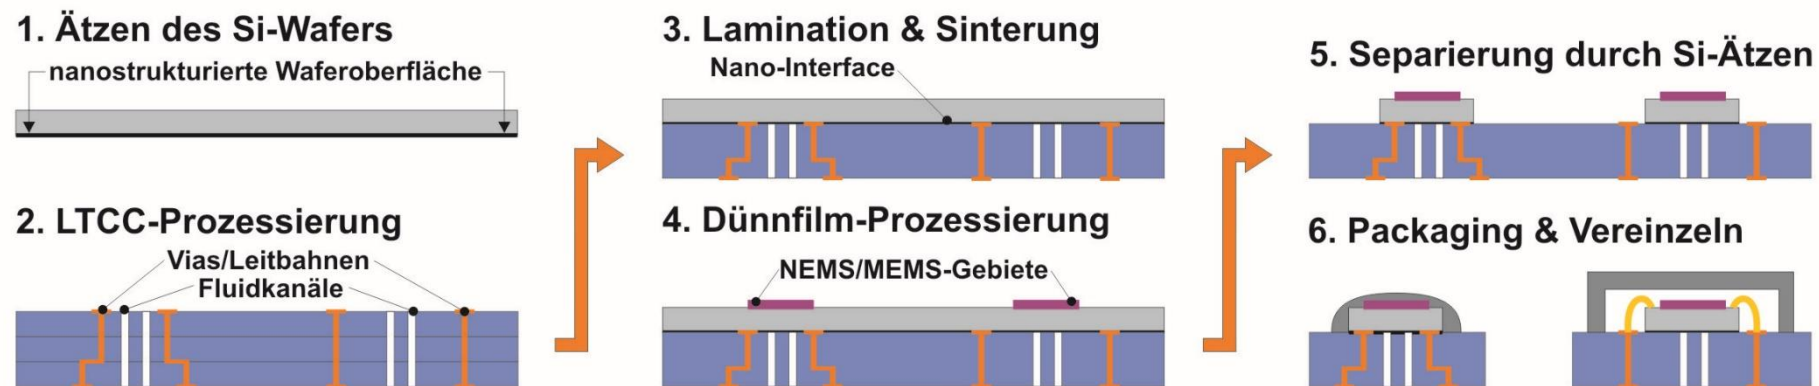 1. Ätzen des Si-Wafers
nanostrukturierte Waferoberfläche
2. LTCC-Prozessierung
Vias/Leitbahnen
Fluidkanäle
3. Lamination & Sinterung
Nano-Interface
4. Dünnfilm-Prozessierung
NEMS/MEMS-Gebiete
5. Separierung durch Si-Ätzen
6. Packaging & Vereinzeln